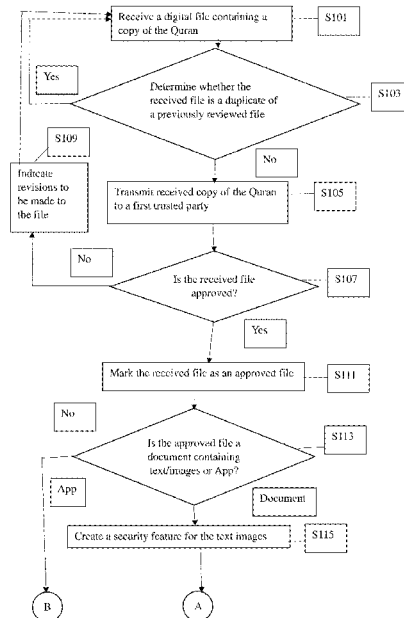 Receive a digital file containing a
copy of the Quran
S101
Yes
Determine whether the
received file is a duplicate of
a previously reviewed file
S103
S109
No
Indicate
revisions to
be made to
the file
Transmit received copy of the Quran
to a first trusted party
S105
No
Is the received file
approved?
S107
Yes
Mark the received file as an approved file
S111
No
Is the approved file a
document containing
text/images or App?
S113
App
Document
Create a security feature for the text images
S115
B
A